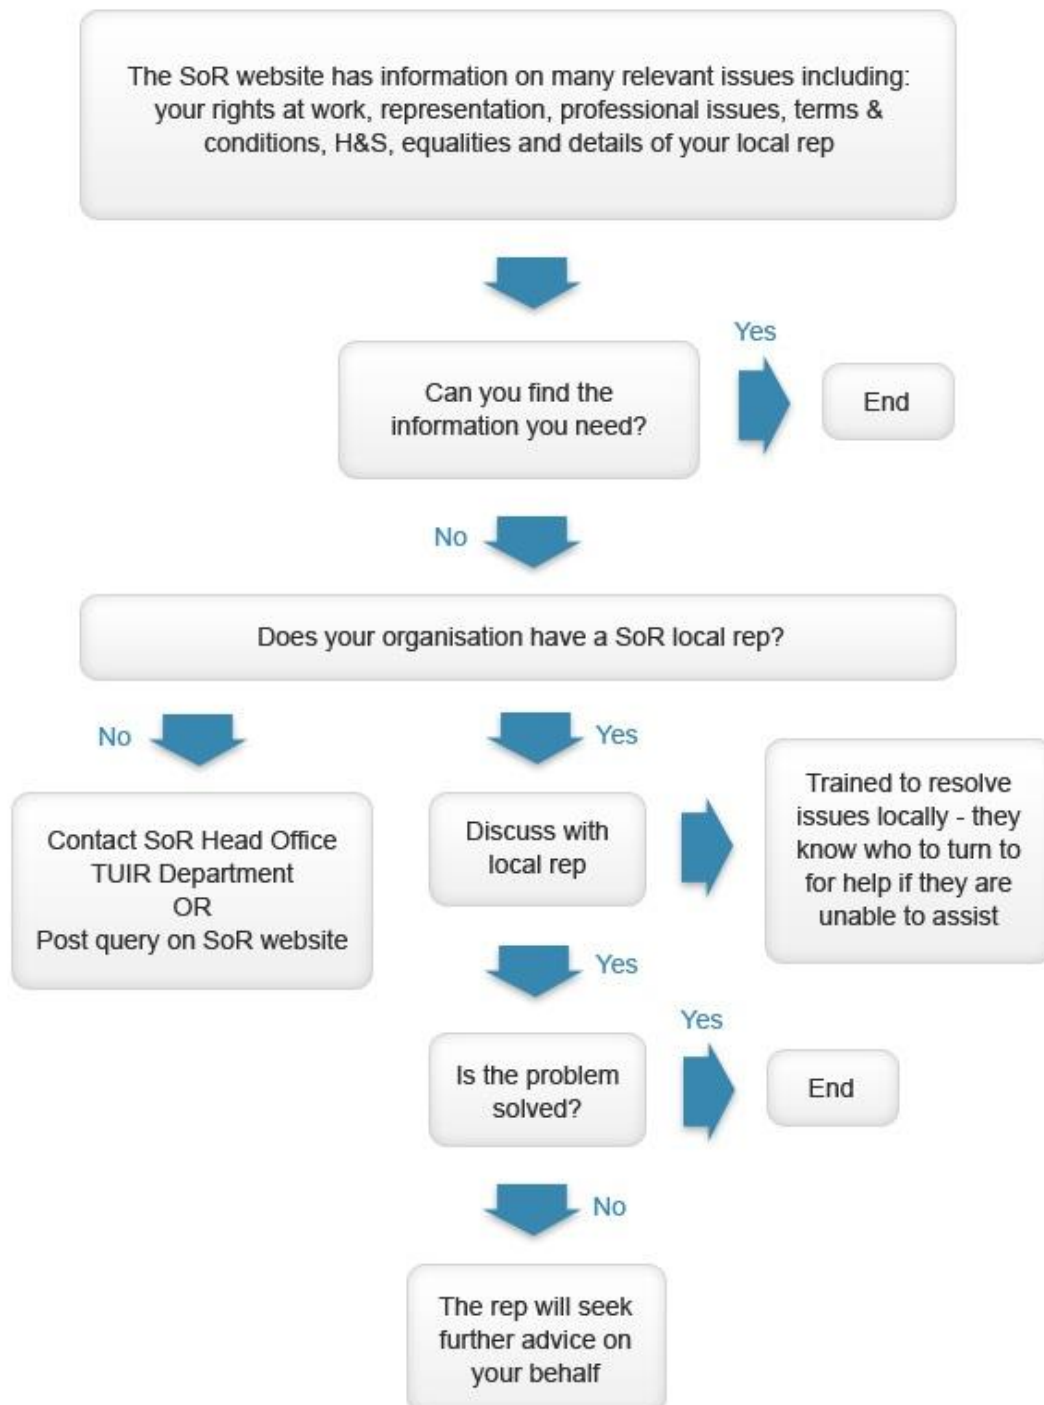 The SoR website has information on many relevant issues including:
your rights at work, representation, professional issues, terms &
conditions, H&S, equalities and details of your local rep
Yes
Can you find the
information you need?
End
No
Does your organisation have a SoR local rep?
No
Yes
Contact SoR Head Office
TUIR Department
OR
Post query on SoR website
Discuss with
local rep
Trained to resolve
issues locally - they
know who to turn to
for help if they are
unable to assist
Yes
Yes
Is the problem
solved?
End
No
The rep will seek
further advice on
your behalf